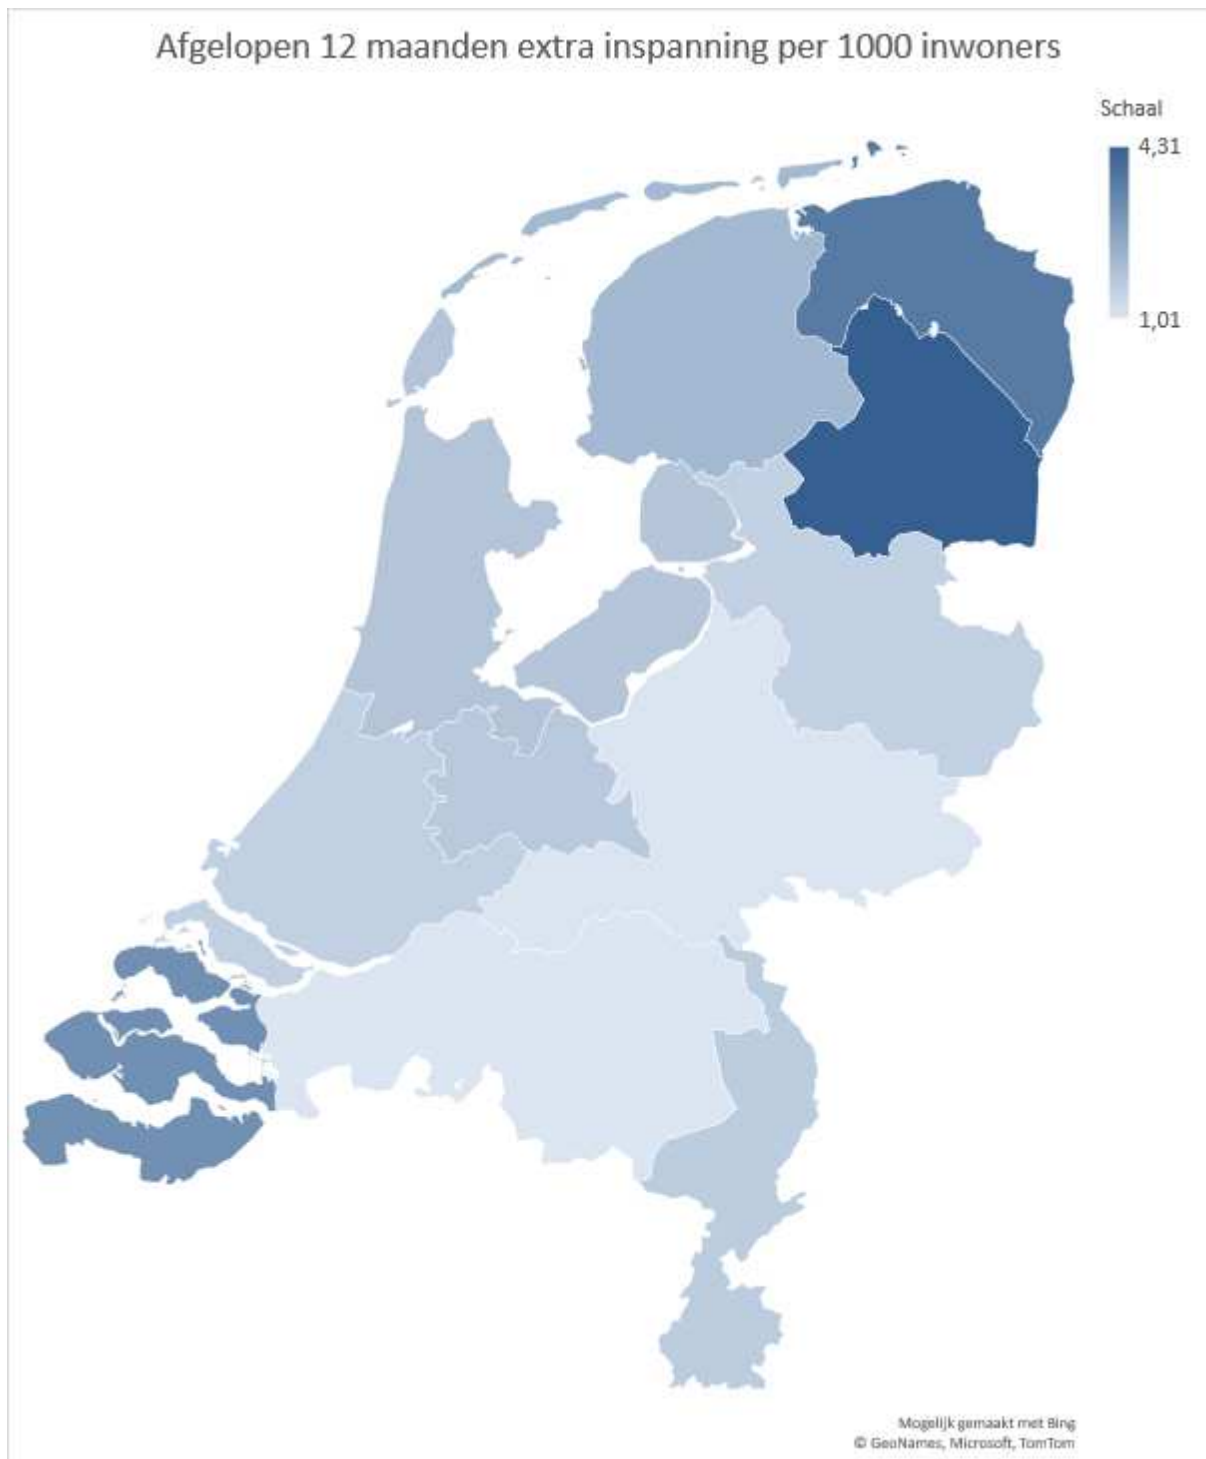 Afgelopen 12 maanden extra inspanning per 1000 inwoners
Schaal
4,31
1,01
Mogelijk gemaakt met Bing
© GeoNames, Microsoft, TomTom